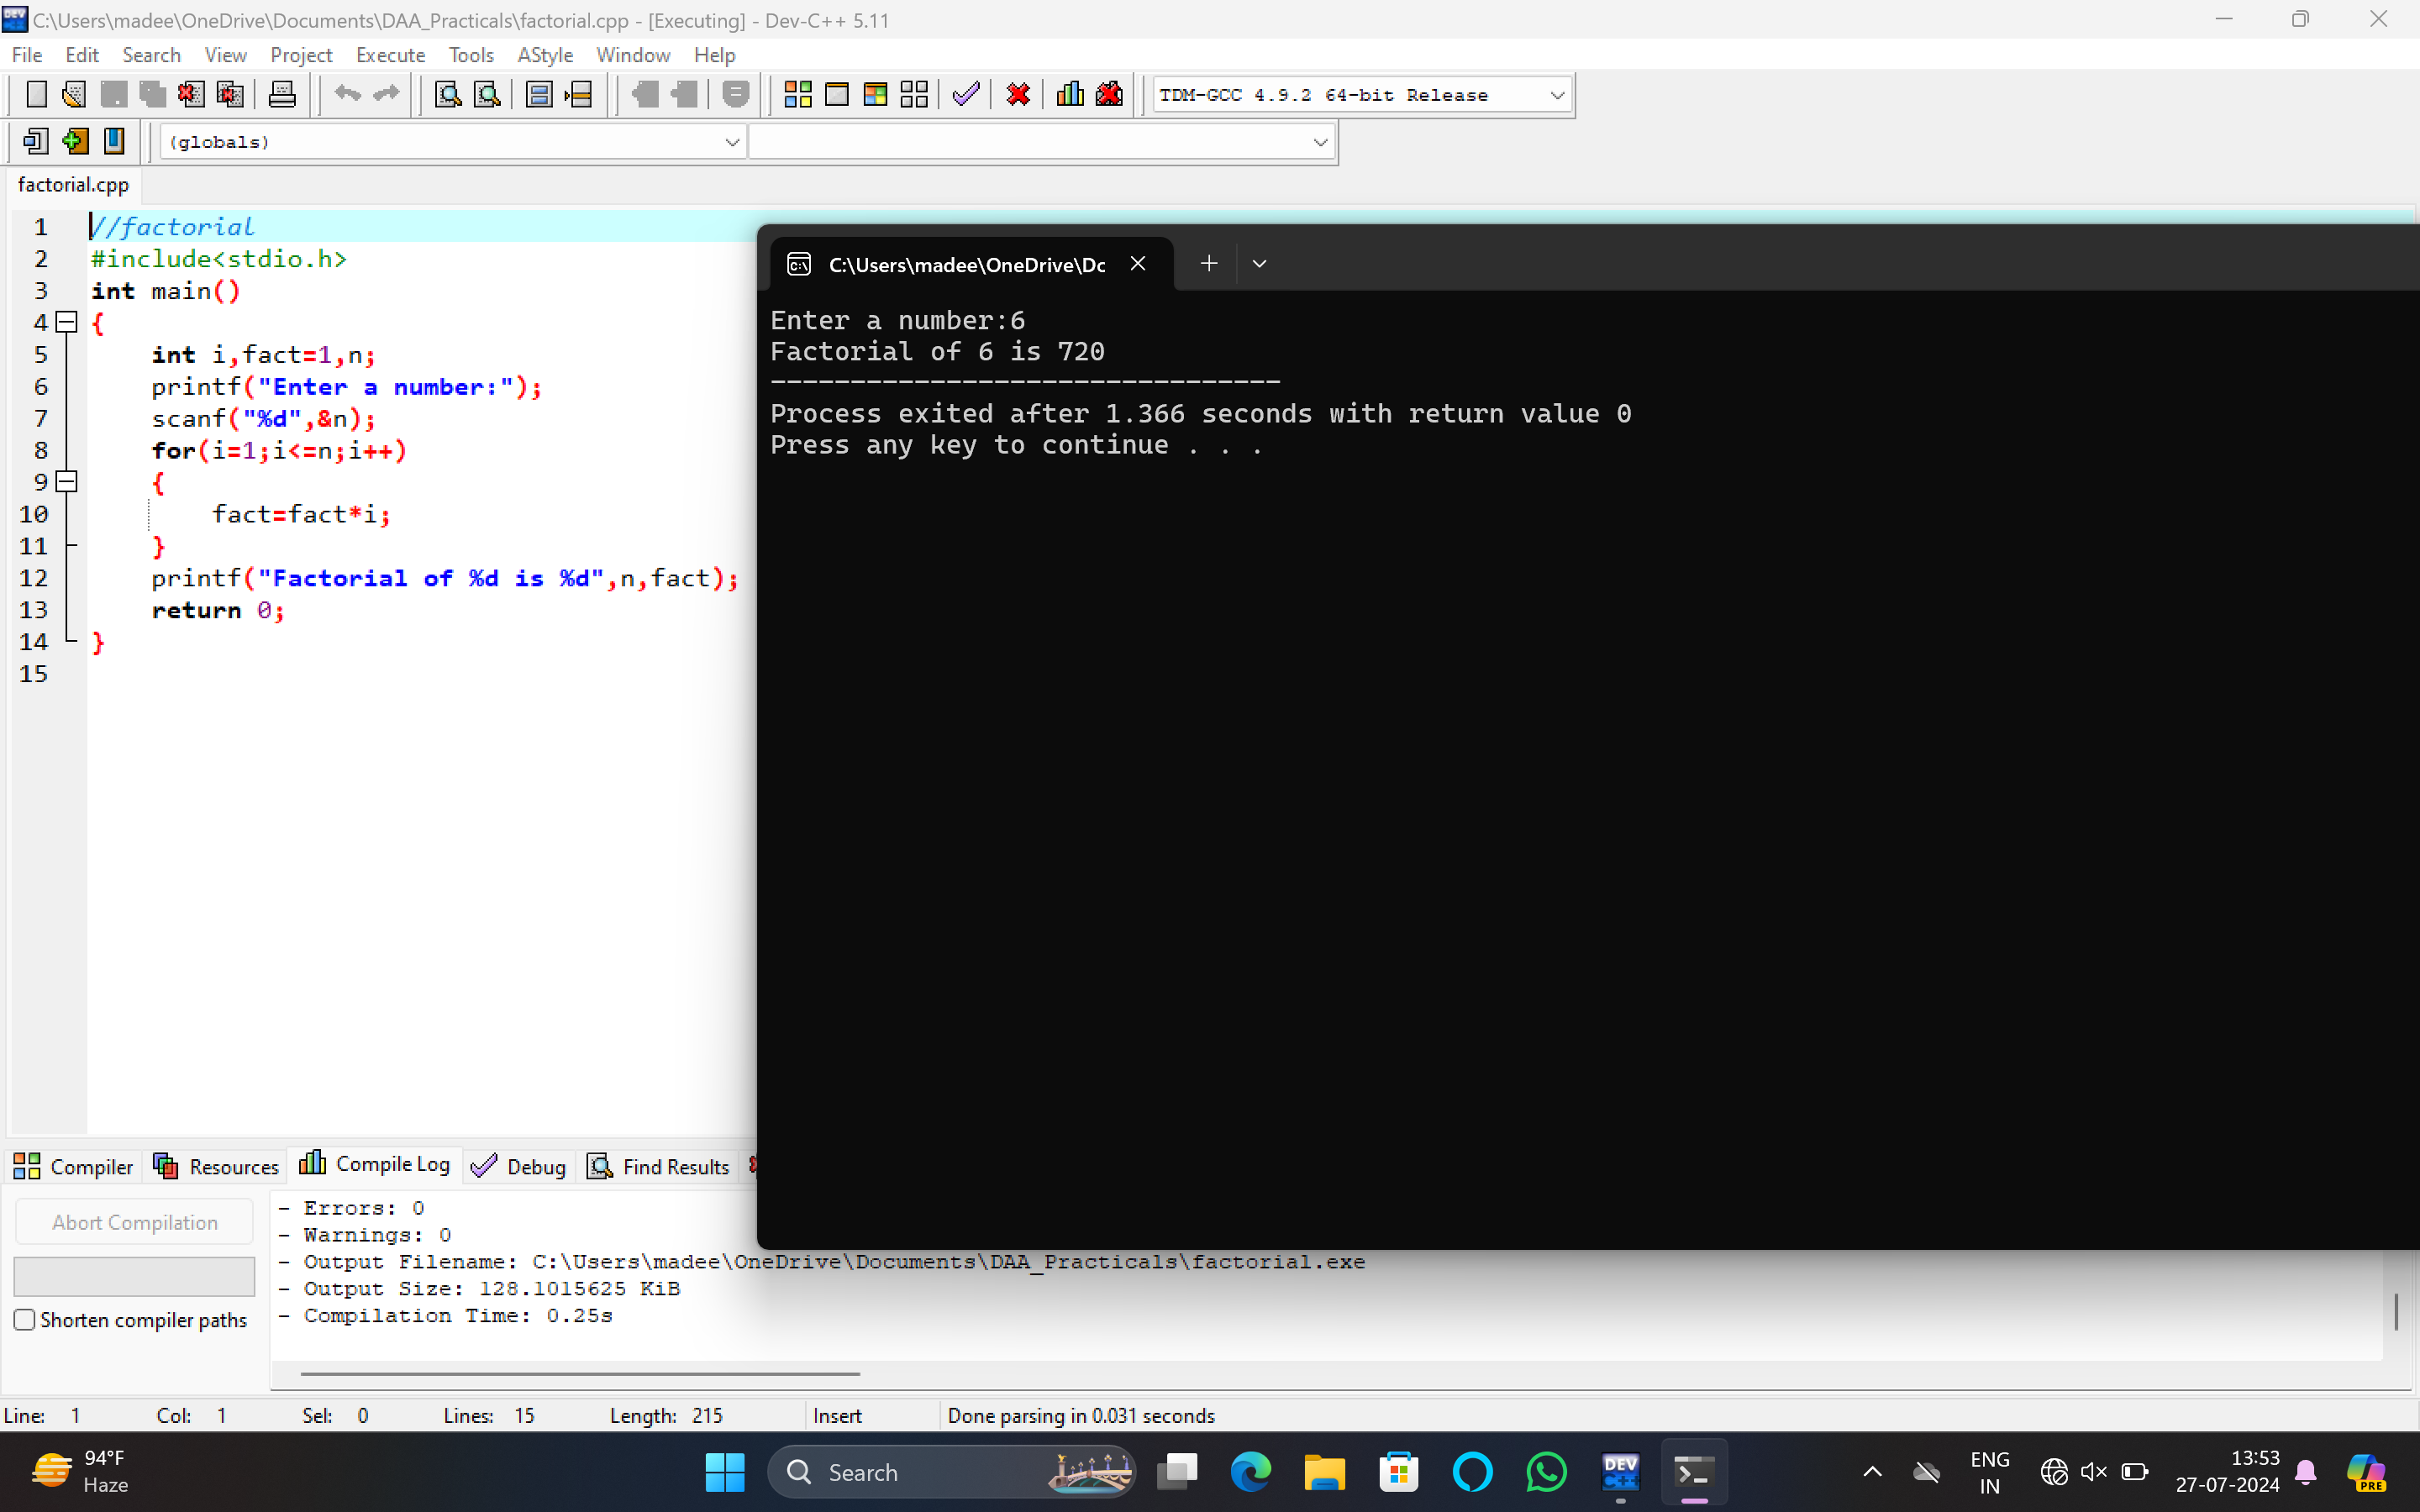 C:\Users\madee\OneDrive\Documents\DAA_Practicals\factorial.cpp - [Executing] - Dev-C++ 5.11
File Edit Search View Project Execute Tools AStyle Window Help
TDM-GCC 4.9.2 64-bit Release
(globals)
factorial.cpp
1 //factorial
2 #include<stdio.h>
3 int main()
4 {
5 int i,fact=1,n;
6 printf("Enter a number:");
7 scanf("%d",&n);
8 for(i=1;i<=n;i++)
9 {
10 fact=fact*i;
11 }
12 printf("Factorial of %d is %d",n,fact);
13 return 0;
14 }
15
C:\Users\madee\OneDrive\Dc
Enter a number:6
Factorial of 6 is 720
--------------------------------
Process exited after 1.366 seconds with return value 0
Press any key to continue . . .
Compiler Resources Compile Log Debug Find Results
Abort Compilation
Shorten compiler paths
- Errors: 0
- Warnings: 0
- Output Filename: C:\Users\madee\OneDrive\Documents\DAA_Practicals\factorial.exe
- Output Size: 128.1015625 KiB
- Compilation Time: 0.25s
Line: 1 Col: 1 Sel: 0 Lines: 15 Length: 215 Insert Done parsing in 0.031 seconds
94°F
Haze
Search
DEV
C++
ENG
IN
13:53
27-07-2024
PRE